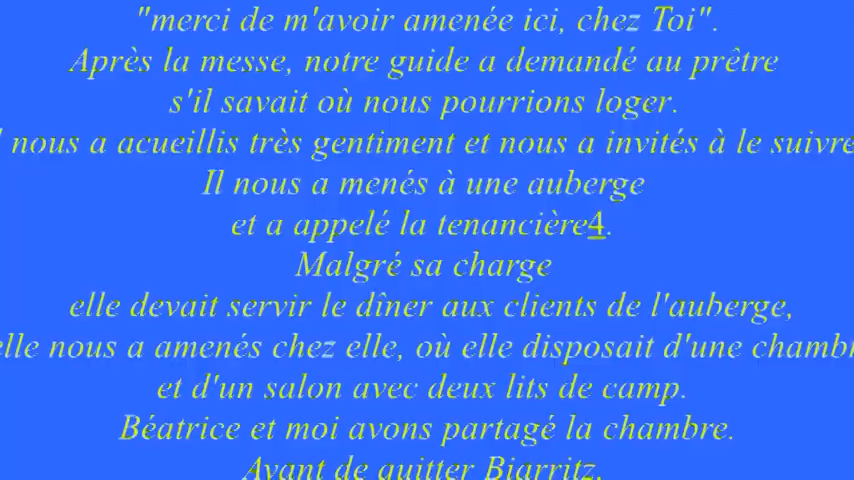 "merci de m'avoir amenée ici, chez Toi".
Après la messe, notre guide a demandé au prêtre
s'il savait où nous pourrions loger.
nous a acueillis très gentiment et nous a invités à le suivre
Il nous a menés à une auberge
et a appelé la tenancière4.
Malgré sa charge
elle devait servir le dîner aux clients de l'auberge,
elle nous a amenés chez elle, où elle disposait d'une
et d'un salon avec deux lits de camp.
Béatrice et moi avons partagé la chambre.
Avant de quitter Biarritz,